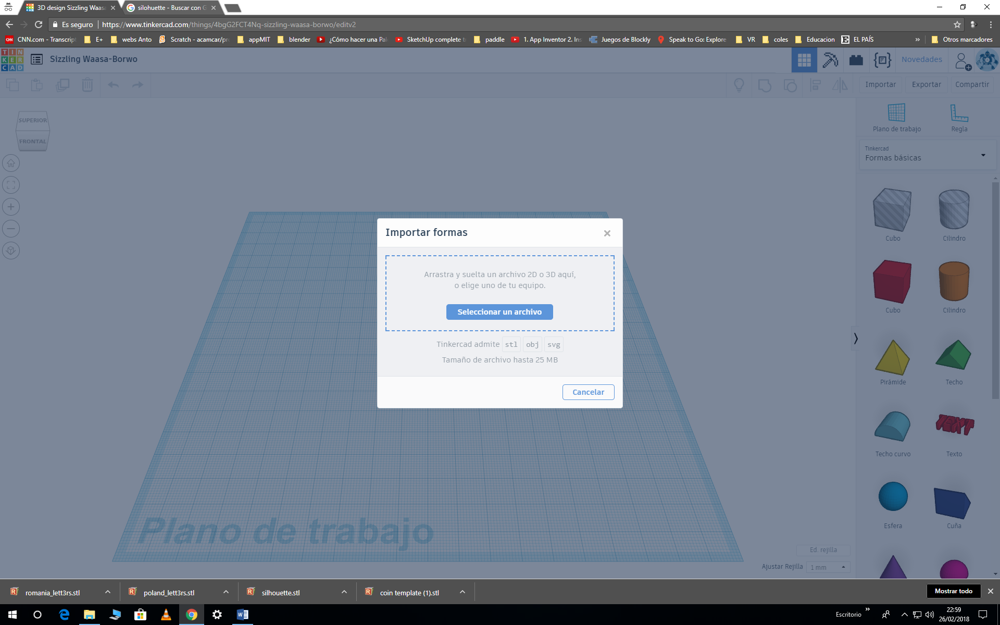 3D design Sizzling Waas
silohuette - Buscar con G
Es seguro
https://www.tinkercad.com/things/4bgG2FCT4Nq-sizzling-waasa-borwo/editv2
CNN CNN.com - Transcript
E+
webs Anto
Scratch - acamcar/pr
appMIT
blender
¿Cómo hacer una Pal
SketchUp complete t
paddle
1. App Inventor 2. Ins
Juegos de Blockly
Speak to Go: Explore
VR
coles
Educacion
EL PAÍS
»
Otros marcadores
TIN
KER
CAD
Sizzling Waasa-Borwo
Novedades
Importar
Exportar
Compartir
SUPERIOR
FRONTAL
Plano de trabajo
Regla
Tinkercad
Formas básicas
Cubo
Cilindro
Cubo
Cilindro
Pirámide
Techo
Techo curvo
TEXT
Texto
Esfera
Cuña
Importar formas
Arrastra y suelta un archivo 2D o 3D aquí,
o elige uno de tu equipo.
Seleccionar un archivo
Tinkercad admite stl obj svg
Tamaño de archivo hasta 25 MB
Cancelar
Plano de trabajo
Ed. rejilla
Ajustar Rejilla 1 mm
romania_lett3rs.stl
poland_lett3rs.stl
silhouette.stl
coin template (1).stl
Mostrar todo
Escritorio
»
22:59
26/02/2018